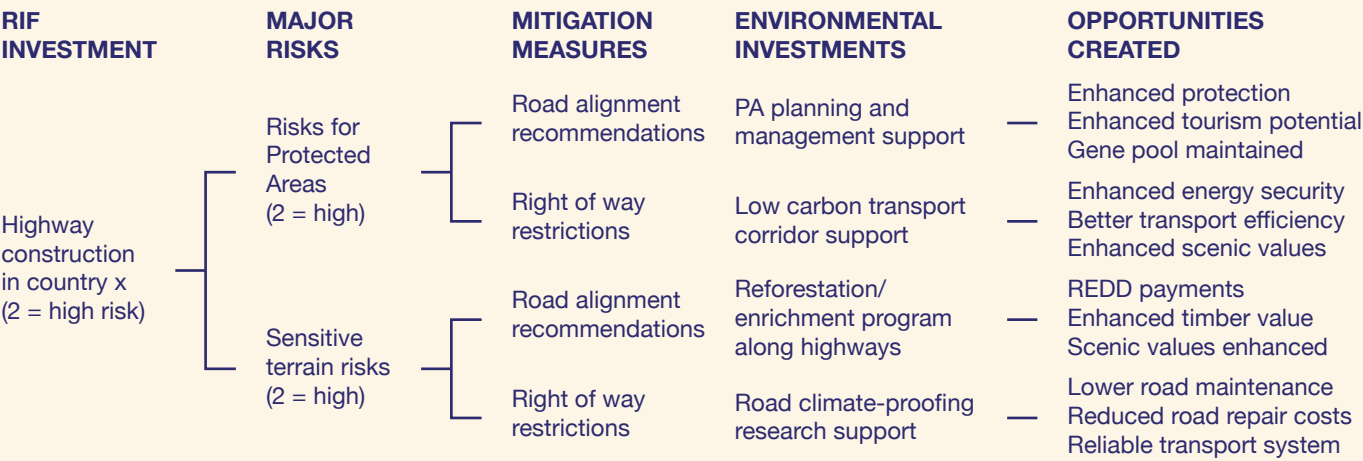 RIF
INVESTMENT
MAJOR
RISKS
MITIGATION
MEASURES
ENVIRONMENTAL
INVESTMENTS
OPPORTUNITIES
CREATED
Highway
construction
in country x
(2 = high risk)
Risks for
Protected
Areas
(2 = high)
Sensitive
terrain risks
(2 = high)
Road alignment
recommendations
Right of way
restrictions
Road alignment
recommendations
Right of way
restrictions
PA planning and
management support
Low carbon transport
corridor support
Reforestation/
enrichment program
along highways
Road climate-proofing
research support
Enhanced protection
Enhanced tourism potential
Gene pool maintained
Enhanced energy security
Better transport efficiency
Enhanced scenic values
REDD payments
Enhanced timber value
Scenic values enhanced
Lower road maintenance
Reduced road repair costs
Reliable transport system